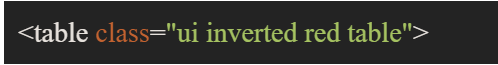 <table class="ui inverted red table">